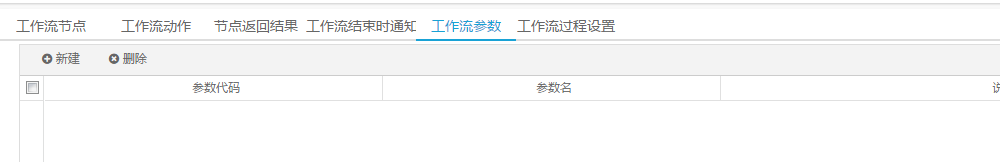 工作流节点 工作流动作 节点返回结果 工作流结束时通知 工作流参数 工作流过程设置
新建 删除
参数代码 参数名